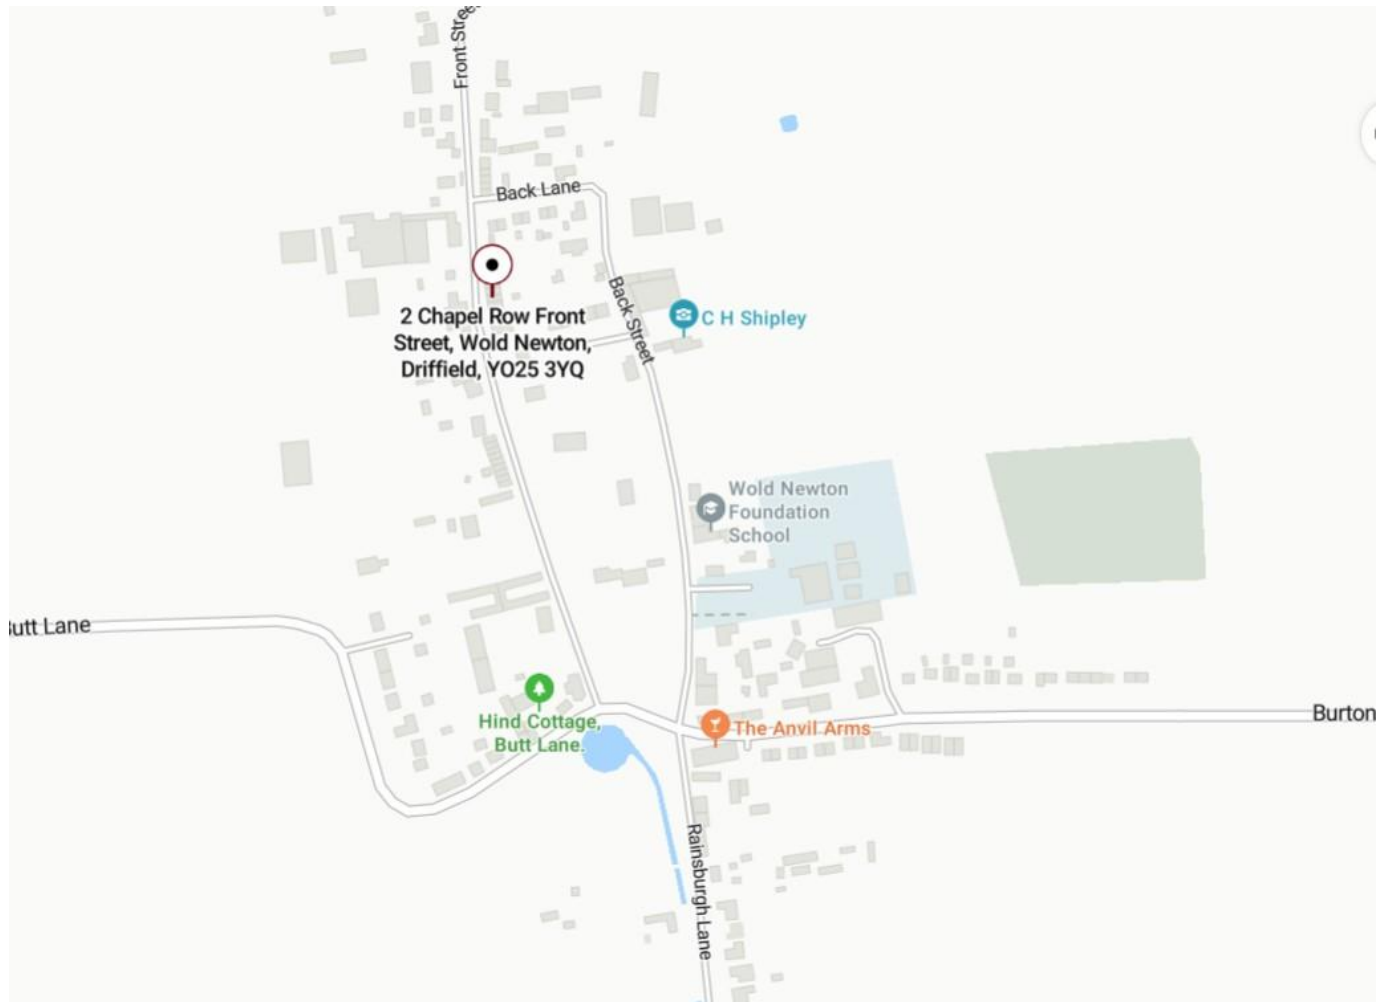 Front Stree
Back Lane
2 Chapel Row Front
Street, Wold Newton,
Driffield, YO25 3YQ
Back Street
C H Shipley
Wold Newton
Foundation
School
Butt Lane
Hind Cottage,
Butt Lane.
The Anvil Arms
Burton
Rainsburgh Lane